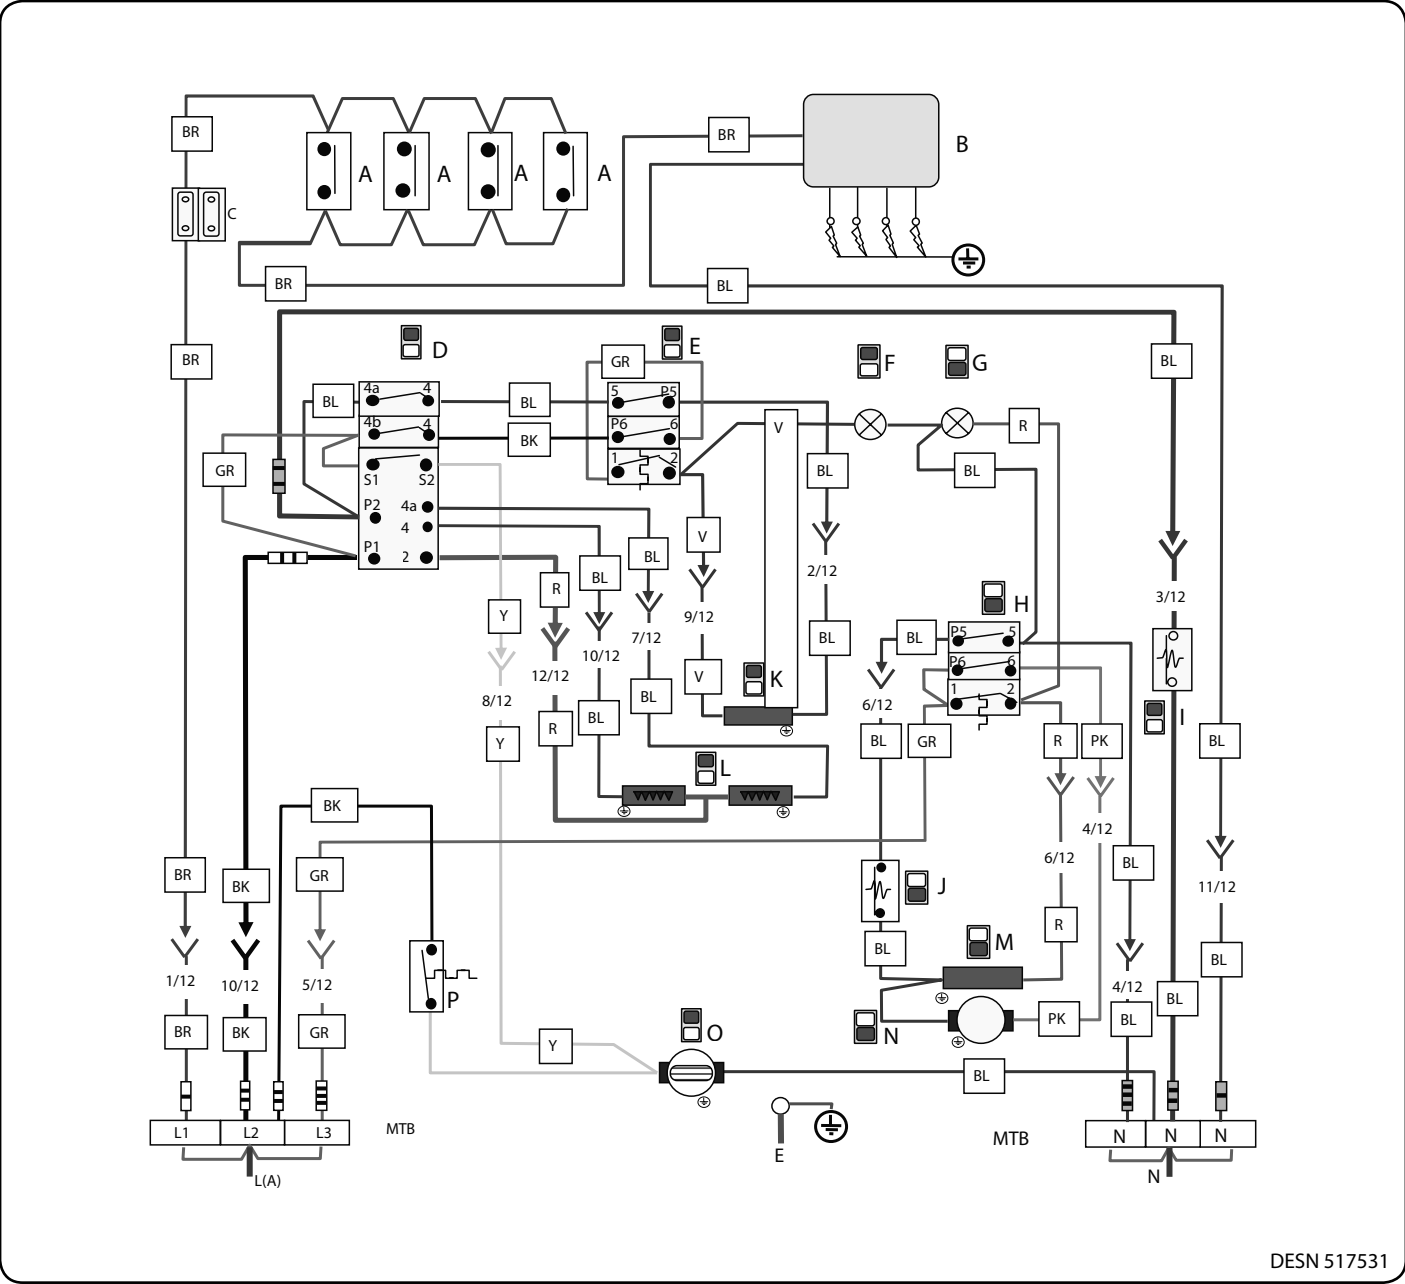 BR
BR
B
A
A
A
A
C
BR
BL
BR
D
E
F
G
GR
BL
BL
4a 4
BL
5 P5
4b 4
BK
P6 6
V
R
GR
S1 S2
1 2
BL
BL
P2
4a
4
P1
2
V
BL
BL
R
2/12
3/12
Y
9/12
H
7/12
BL
BL
P5 5
10/12
P6 6
12/12
V
K
1 2
8/12
BL
6/12
I
BL
R
Y
BL
GR
R
PK
BL
L
BK
4/12
6/12
BL
BR
BK
GR
J
11/12
R
BL
M
BL
1/12
10/12
5/12
P
4/12
BL
BR
BK
GR
Y
O
N
PK
BL
BL
L1 L2 L3
MTB
MTB
N N N
E
L(A)
N
DESN 517531